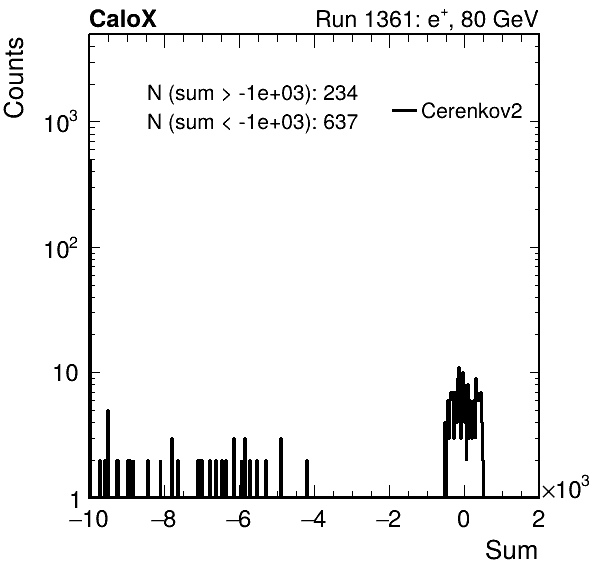 CaloX Run 1361: e⁺, 80 GeV
Counts
N (sum > -1e+03): 234
N (sum < -1e+03): 637
Cerenkov2
10³
10²
10
1
−10 −8 −6 −4 −2 0 2 ×10³
Sum